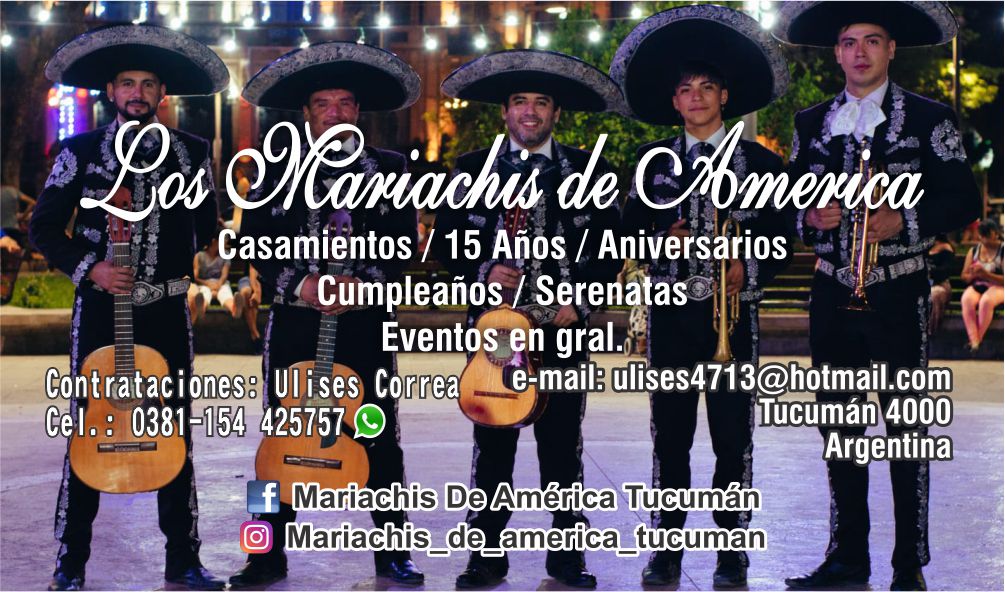 Los Mariachis de America
Casamientos / 15 Años / Aniversarios
Cumpleaños / Serenatas
Eventos en gral.
Contrataciones: Ulises Correa
Cel.: 0381-154 425757
e-mail: ulises4713@hotmail.com
Tucumán 4000
Argentina
Mariachis De América Tucumán
Mariachis_de_america_tucuman